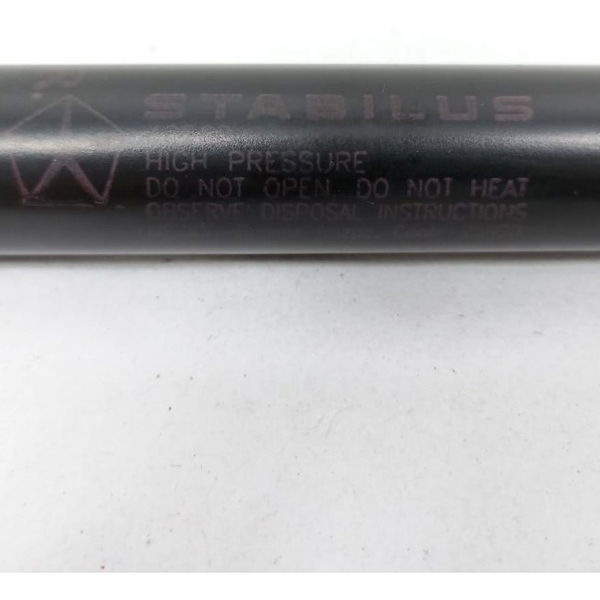 STABILUS
HIGH PRESSURE
DO NOT OPEN. DO NOT HEAT
OBSERVE DISPOSAL INSTRUCTIONS